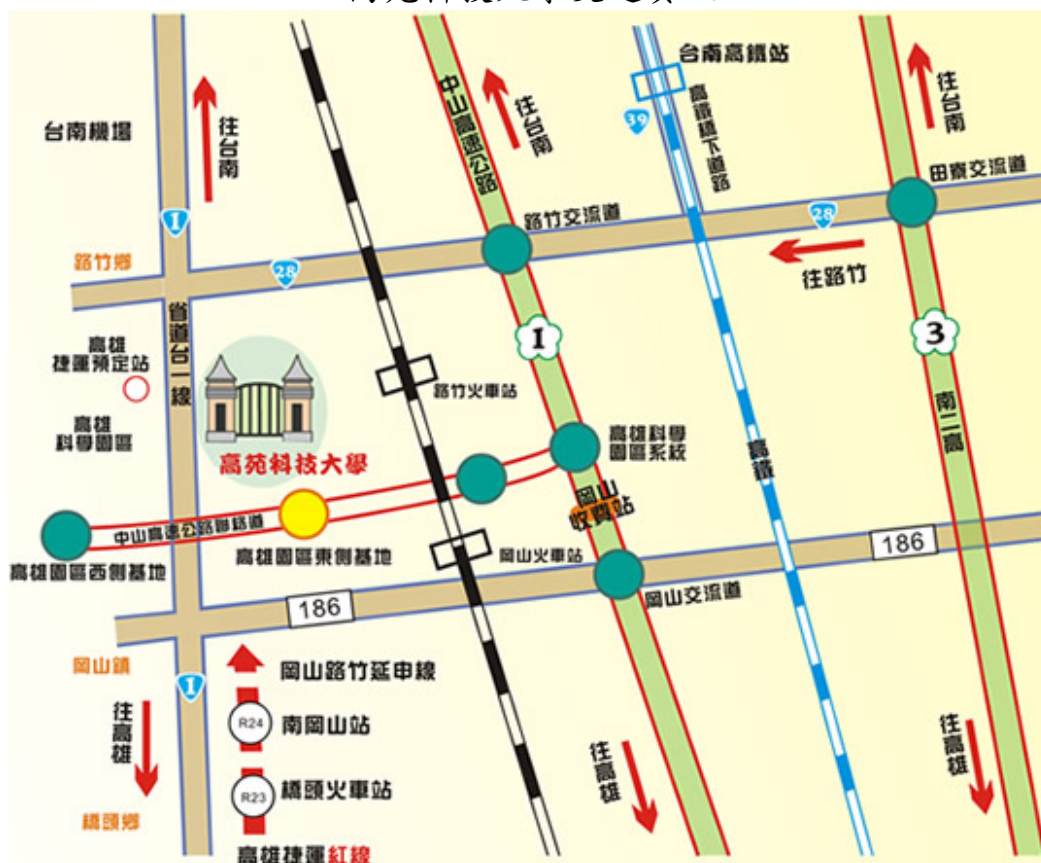 台南機場
往台南
中山高速公路
往台南
台南高鐵站
39
高鐵橋下道路
往台南
田寮交流道
1
路竹交流道
28
路竹鄉
28
往路竹
省道台一線
高雄
捷運預定站
高雄
科學園區
路竹火車站
1
3
高苑科技大學
高雄科學
園區系統
南二高
高鐵
岡山
收費站
中山高速公路聯絡道
高雄園區西側基地
高雄園區東側基地
岡山火車站
186
186
岡山交流道
岡山鎮
1
岡山路竹延申線
往高雄
R24
南岡山站
往高雄
往高雄
R23
橋頭火車站
橋頭鄉
高雄捷運紅線